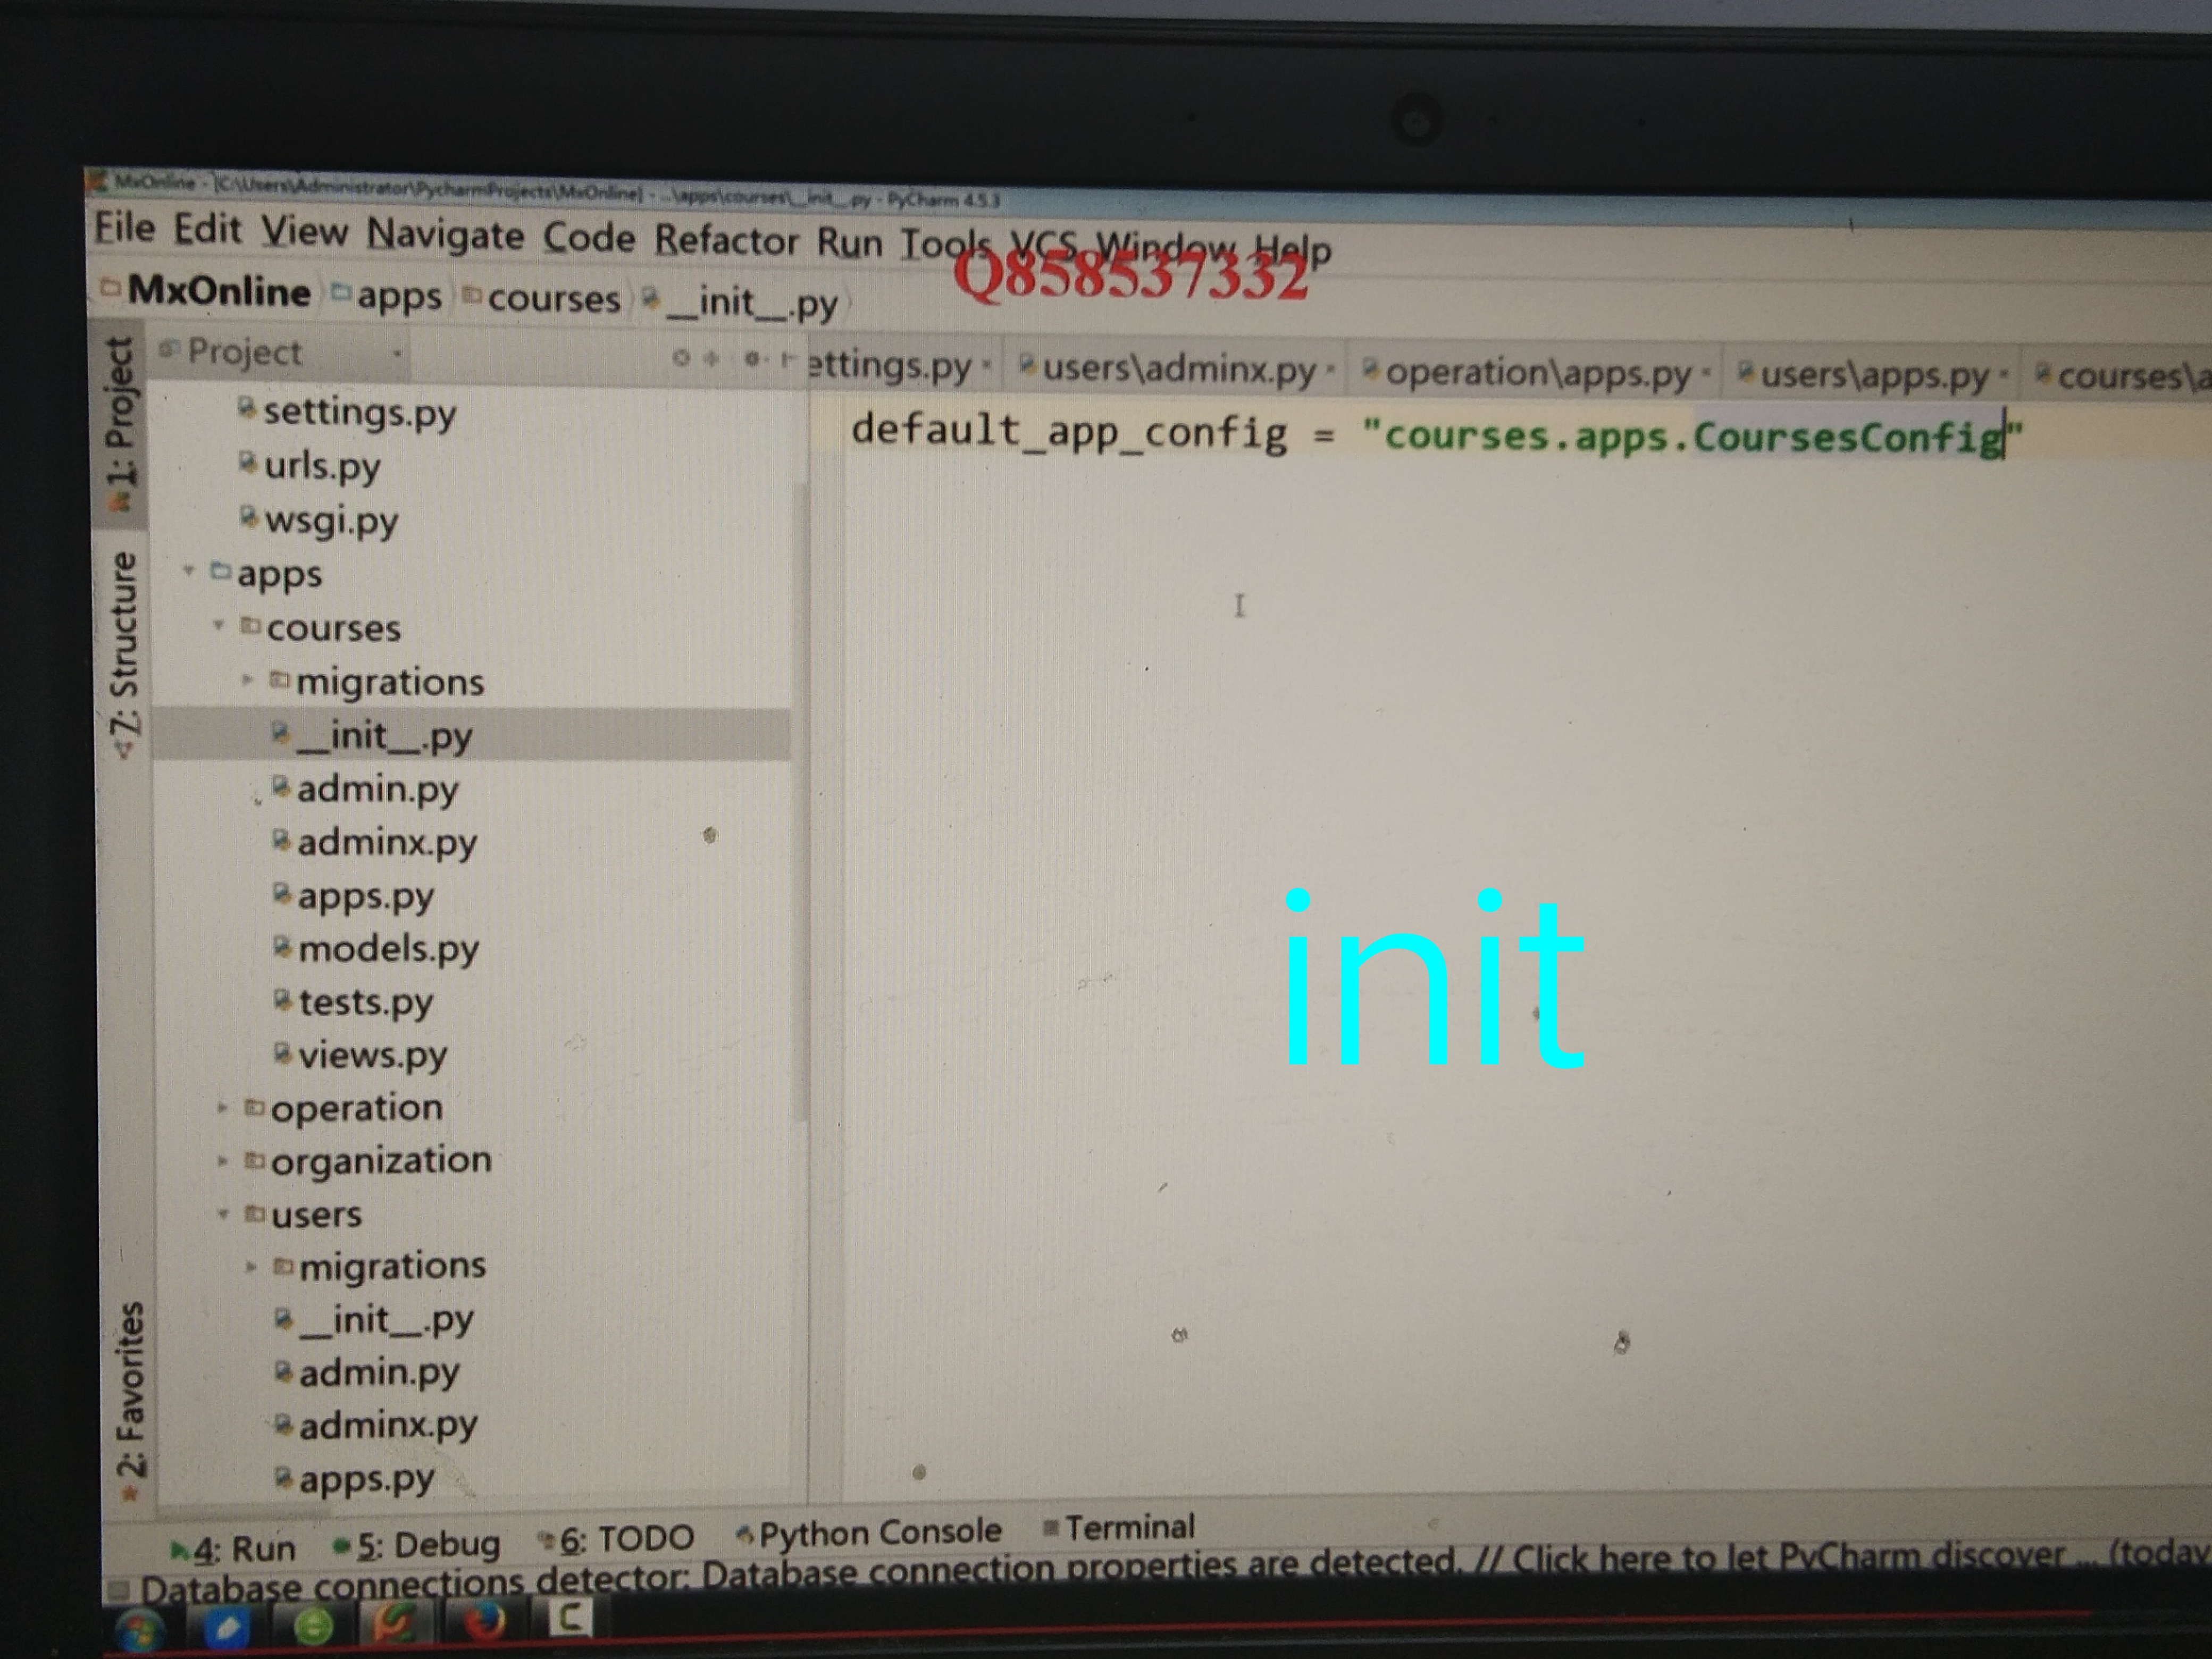 MxOnline - [C:\Users\Administrator\PycharmProjects\MxOnline] - ...\apps\courses\__init__.py - PyCharm 4.5.3
File Edit View Navigate Code Refactor Run Tools VCS Window Help
Q858537332
MxOnline apps courses __init__.py
1: Project
Project
ettings.py users\adminx.py operation\apps.py users\apps.py courses\a
default_app_config = "courses.apps.CoursesConfig"
settings.py
urls.py
wsgi.py
apps
7: Structure
courses
migrations
__init__.py
admin.py
adminx.py
apps.py
models.py
init
tests.py
views.py
operation
organization
users
migrations
__init__.py
admin.py
2: Favorites
adminx.py
apps.py
4: Run 5: Debug 6: TODO Python Console Terminal
Database connections detector: Database connection properties are detected. // Click here to let PyCharm discover ... (today
C